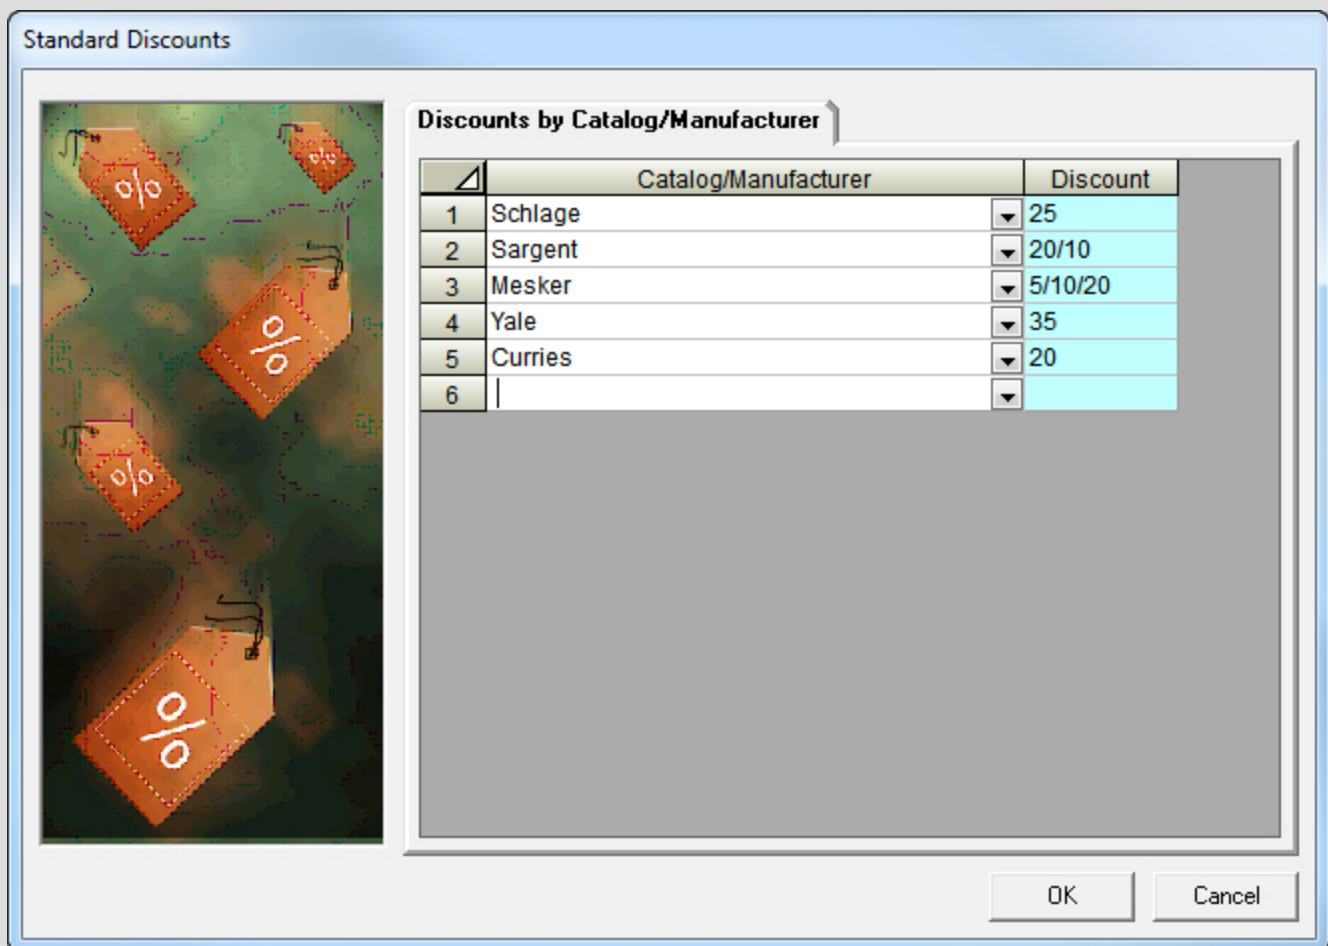 Standard Discounts
Discounts by Catalog/Manufacturer
Catalog/Manufacturer Discount
1 Schlage 25
2 Sargent 20/10
3 Mesker 5/10/20
4 Yale 35
5 Curries 20
6
%
%
%
%
%
OK Cancel